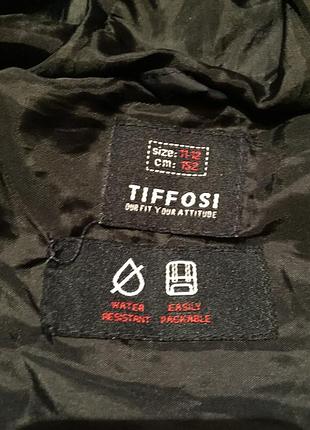 size: 11-12
cm: 152
TIFFOSI
OUR FIT YOUR ATTITUDE
WATER EASILY
RESISTANT PACKABLE